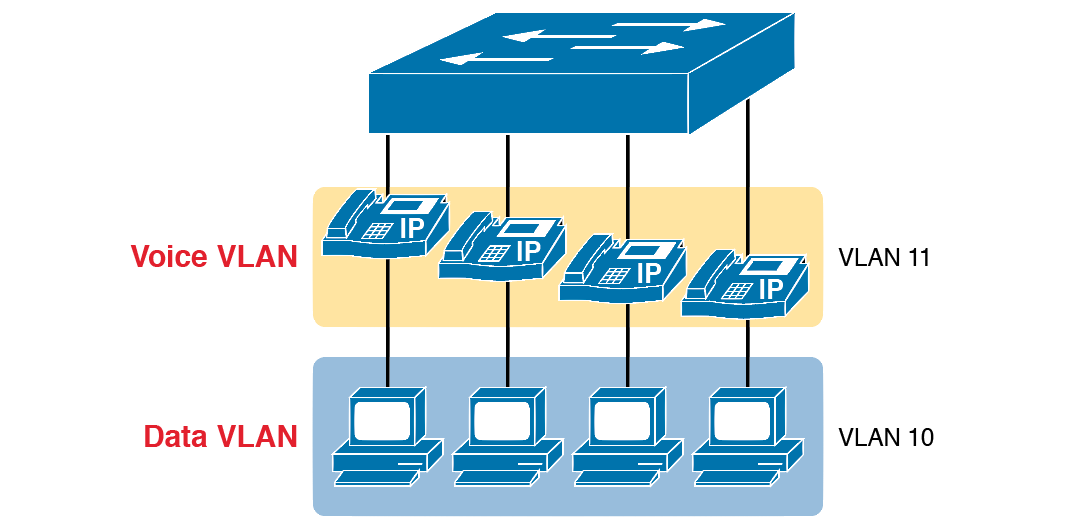 IP
IP
IP
IP
Voice VLAN
VLAN 11
Data VLAN
VLAN 10